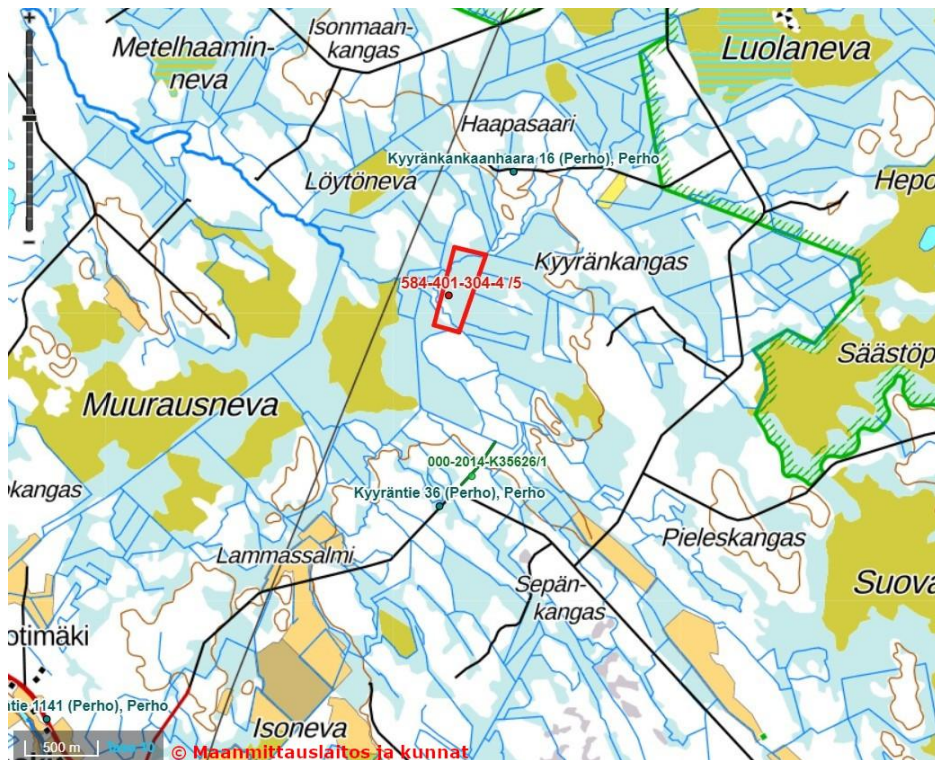 Isonmaan-
kangas
Metelhaamin-
neva
Luolaneva
Haapasaari
Kyyränkankaanhaara 16 (Perho), Perho
Löytöneva
Hepo
Kyyränkangas
584-401-304-4 /5
Säästöp
Muurausneva
000-2014-K35626/1
okangas
Kyyräntie 36 (Perho), Perho
Pieleskangas
Lammassalmi
Sepän-
kangas
Suova
otimäki
ntie 1141 (Perho), Perho
Isoneva
500 m
© Maanmittauslaitos ja kunnat